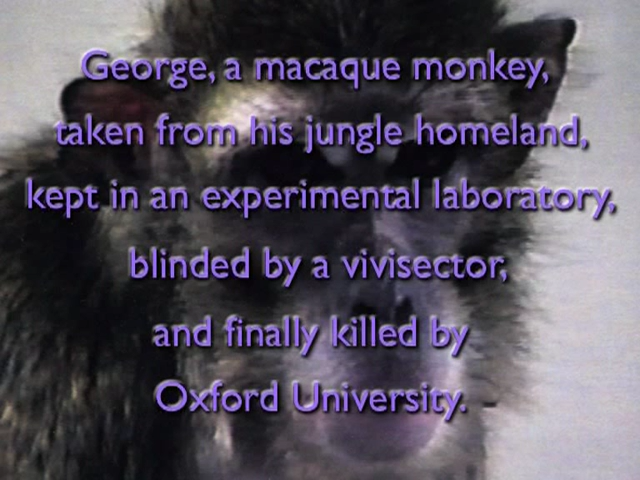 George, a macaque monkey,
taken from his jungle homeland,
kept in an experimental laboratory,
blinded by a vivisector,
and finally killed by
Oxford University.